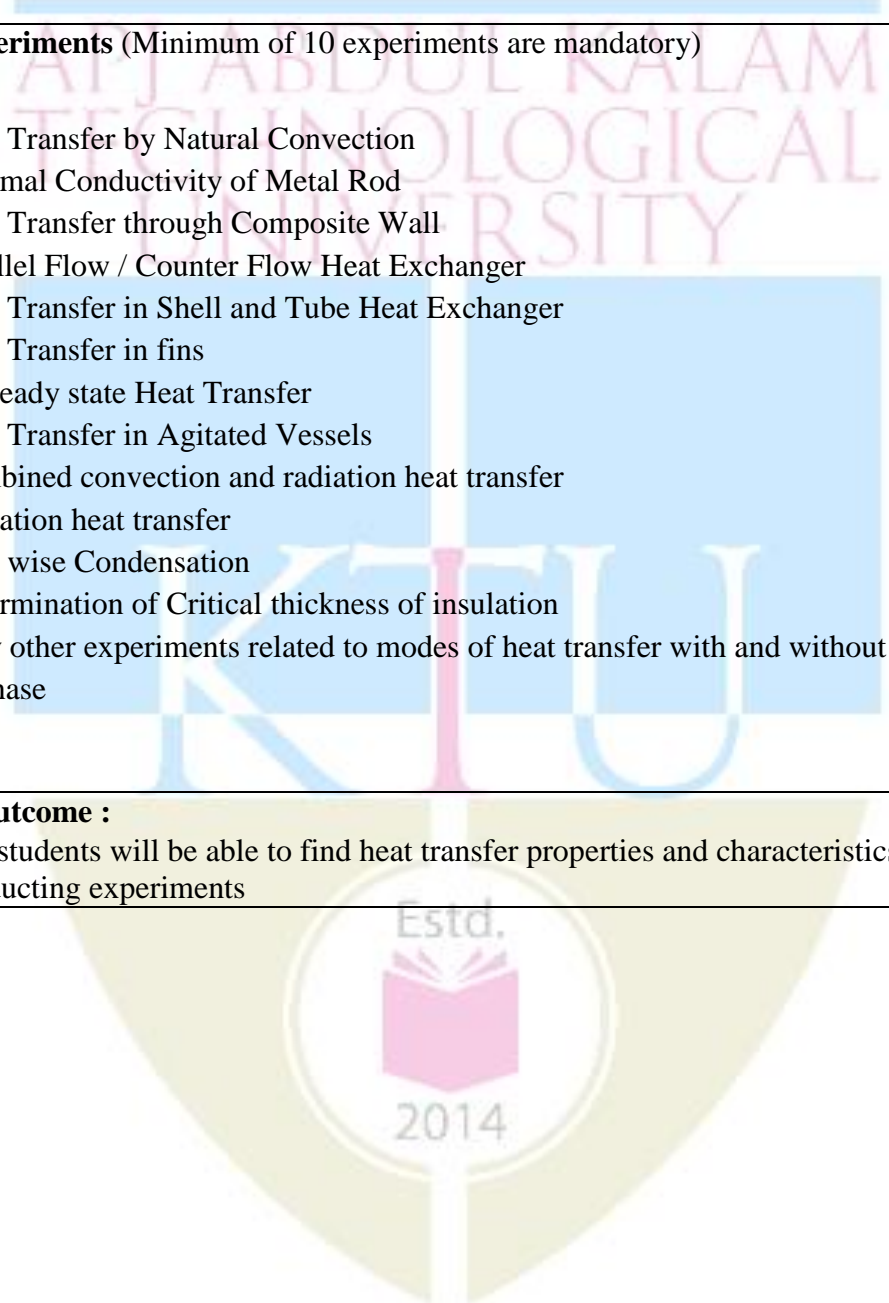 APJ ABDUL KALAM
TECHNOLOGICAL
UNIVERSITY
eriments (Minimum of 10 experiments are mandatory)
Transfer by Natural Convection
mal Conductivity of Metal Rod
Transfer through Composite Wall
llel Flow / Counter Flow Heat Exchanger
Transfer in Shell and Tube Heat Exchanger
Transfer in fins
eady state Heat Transfer
Transfer in Agitated Vessels
bined convection and radiation heat transfer
ation heat transfer
wise Condensation
ermination of Critical thickness of insulation
other experiments related to modes of heat transfer with and without
hase
KTU
utcome :
students will be able to find heat transfer properties and characteristics
ucting experiments
Estd.
2014